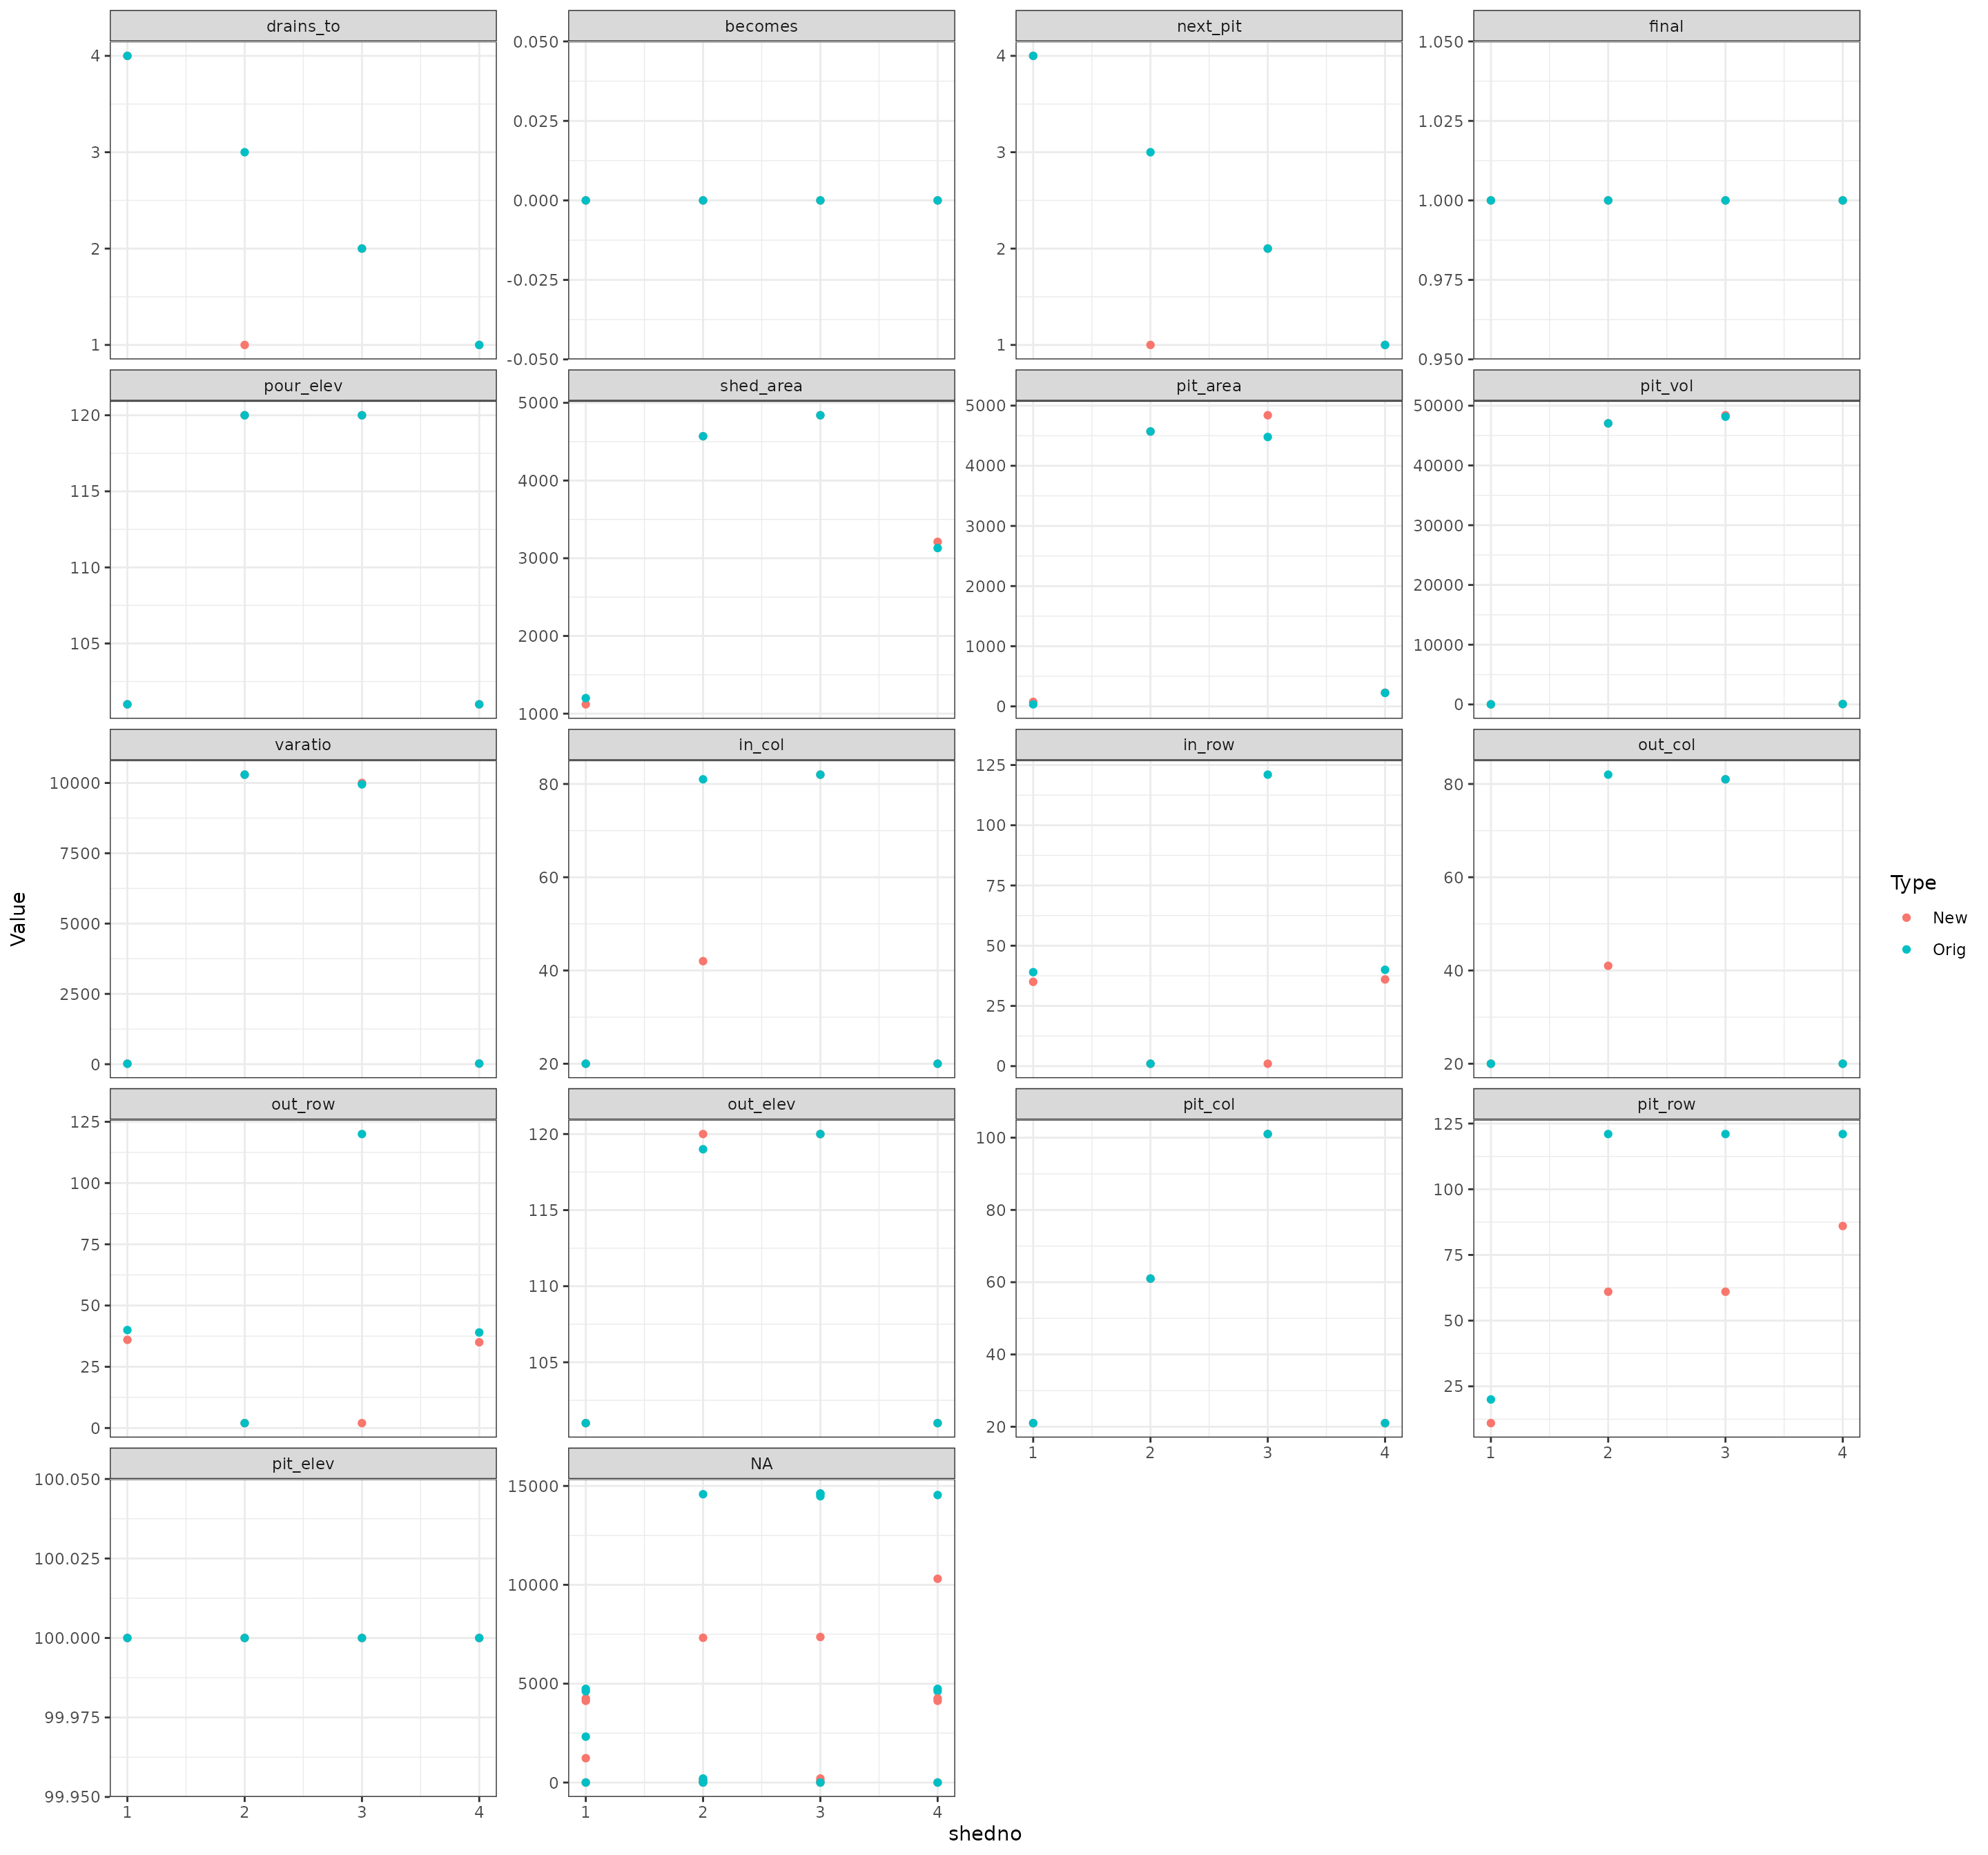 drains_to becomes next_pit final
4 0.050 4 1.050
3 0.025 3 1.025
0.000 1.000
2 -0.025 2 0.975
1 -0.050 1 0.950
pour_elev shed_area pit_area pit_vol
120 5000 5000 50000
115 4000 4000 40000
110 3000 3000 30000
2000 2000 20000
105 1000 1000 10000
0 0
varatio in_col in_row out_col
10000 80 125 80
7500 60 100 60
5000 75
40 50 40
2500 25
0 20 0 20
out_row out_elev pit_col pit_row
125 120 100 125
100 115 80 100
75 110 60 75
50 105 40 50
25 20 25
0
1 2 3 4 1 2 3 4
pit_elev NA
100.050 15000
100.025 10000
100.000 5000
99.975 0
99.950
1 2 3 4 1 2 3 4
shedno
Value
Type
New
Orig